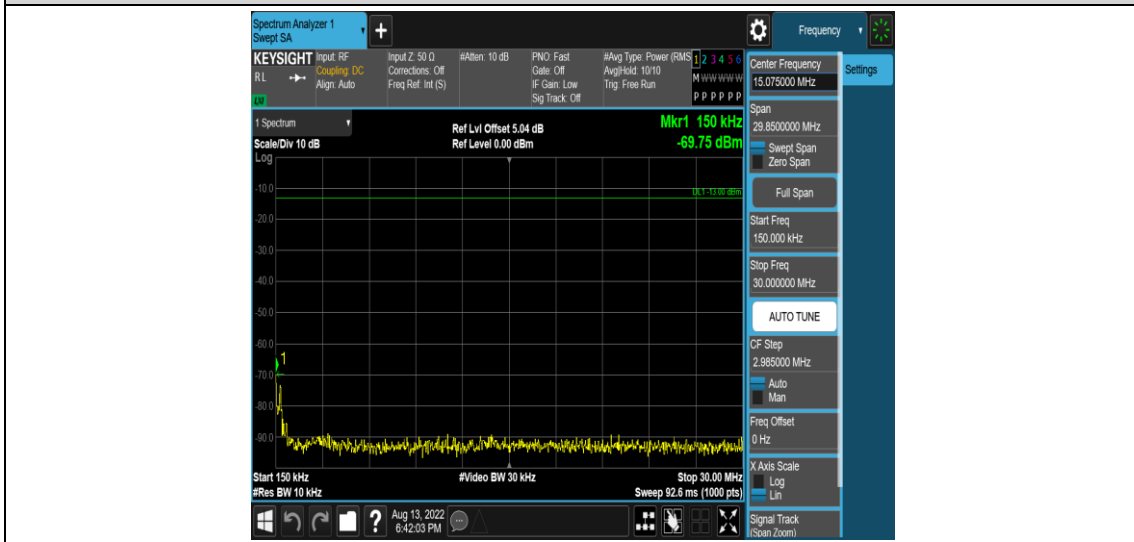 Spectrum Analyzer 1
Swept SA
+
Frequency
KEYSIGHT
RL
LXI
Input: RF
Coupling: DC
Align: Auto
Input Z: 50 Ω
Corrections: Off
Freq Ref: Int (S)
#Atten: 10 dB
PNO: Fast
Gate: Off
IF Gain: Low
Sig Track: Off
#Avg Type: Power (RMS
Avg|Hold: 10/10
Trig: Free Run
1 2 3 4 5 6
M W W W W W
P P P P P P
1 Spectrum
Scale/Div 10 dB
Ref Lvl Offset 5.04 dB
Ref Level 0.00 dBm
Mkr1 150 kHz
-69.75 dBm
Log
DL1 -13.00 dBm
-10.0
-20.0
-30.0
-40.0
-50.0
-60.0
-70.0
-80.0
-90.0
1
Start 150 kHz
#Video BW 30 kHz
Stop 30.00 MHz
#Res BW 10 kHz
Sweep 92.6 ms (1000 pts)
Center Frequency
15.075000 MHz
Settings
Span
29.8500000 MHz
Swept Span
Zero Span
Full Span
Start Freq
150.000 kHz
Stop Freq
30.000000 MHz
AUTO TUNE
CF Step
2.985000 MHz
Auto
Man
Freq Offset
0 Hz
X Axis Scale
Log
Lin
Signal Track
(Span Zoom)
?
Aug 13, 2022
6:42:03 PM